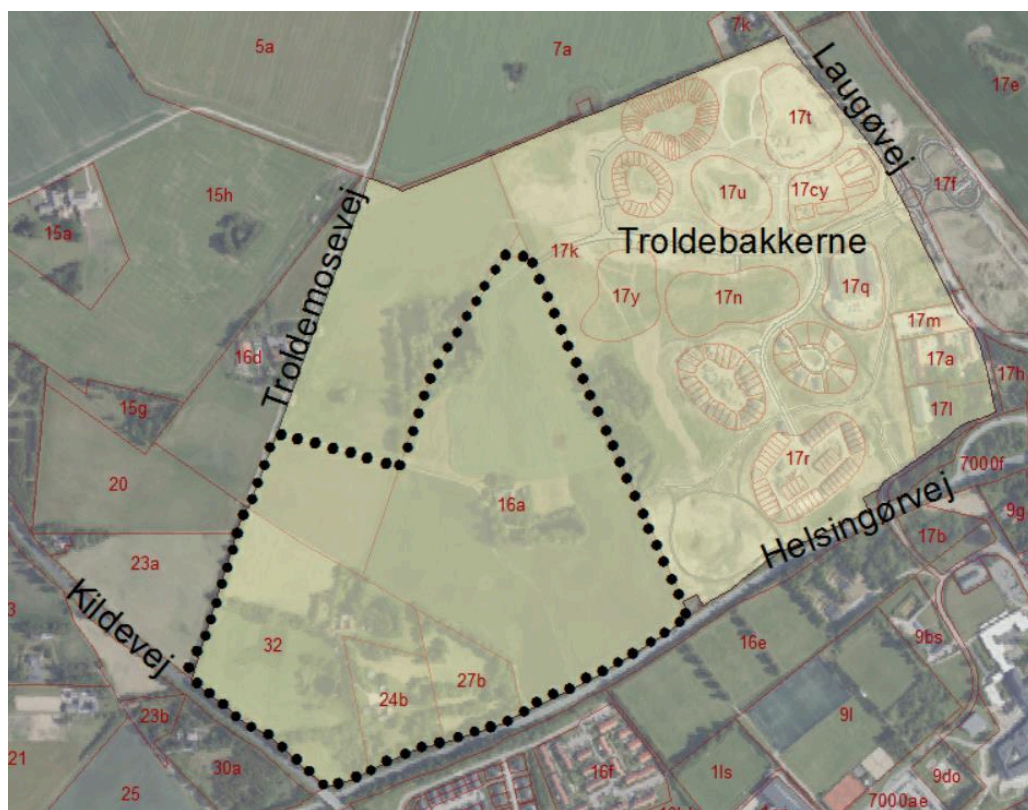 5a
7a
7k
17e
Laugøvej
17t
15h
17f
15a
17u
17cy
Troldemosevej
17k
Troldebakkerne
17y
17n
17q
17m
16d
17a
17h
15g
17l
17r
7000f
20
16a
9g
Helsingørvej
17b
23a
Kildevej
3
32
16e
9bs
27b
24b
23b
9l
21
30a
16f
1ls
9do
25
7000ae